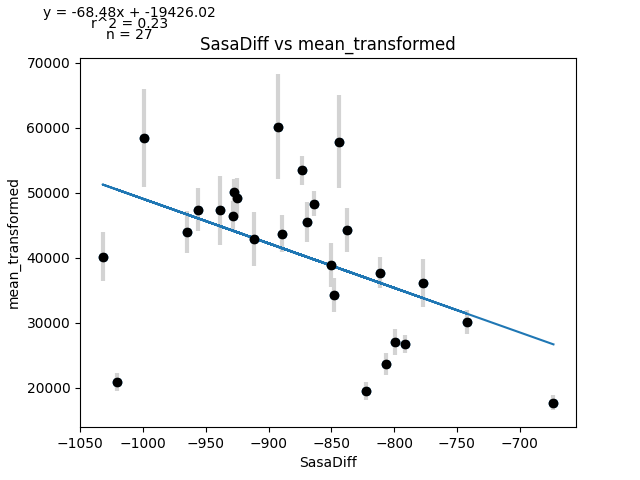 y = -68.48x + -19426.02
r^2 = 0.23
n = 27
SasaDiff vs mean_transformed
70000
60000
50000
40000
30000
20000
mean_transformed
−1050 −1000 −950 −900 −850 −800 −750 −700
SasaDiff